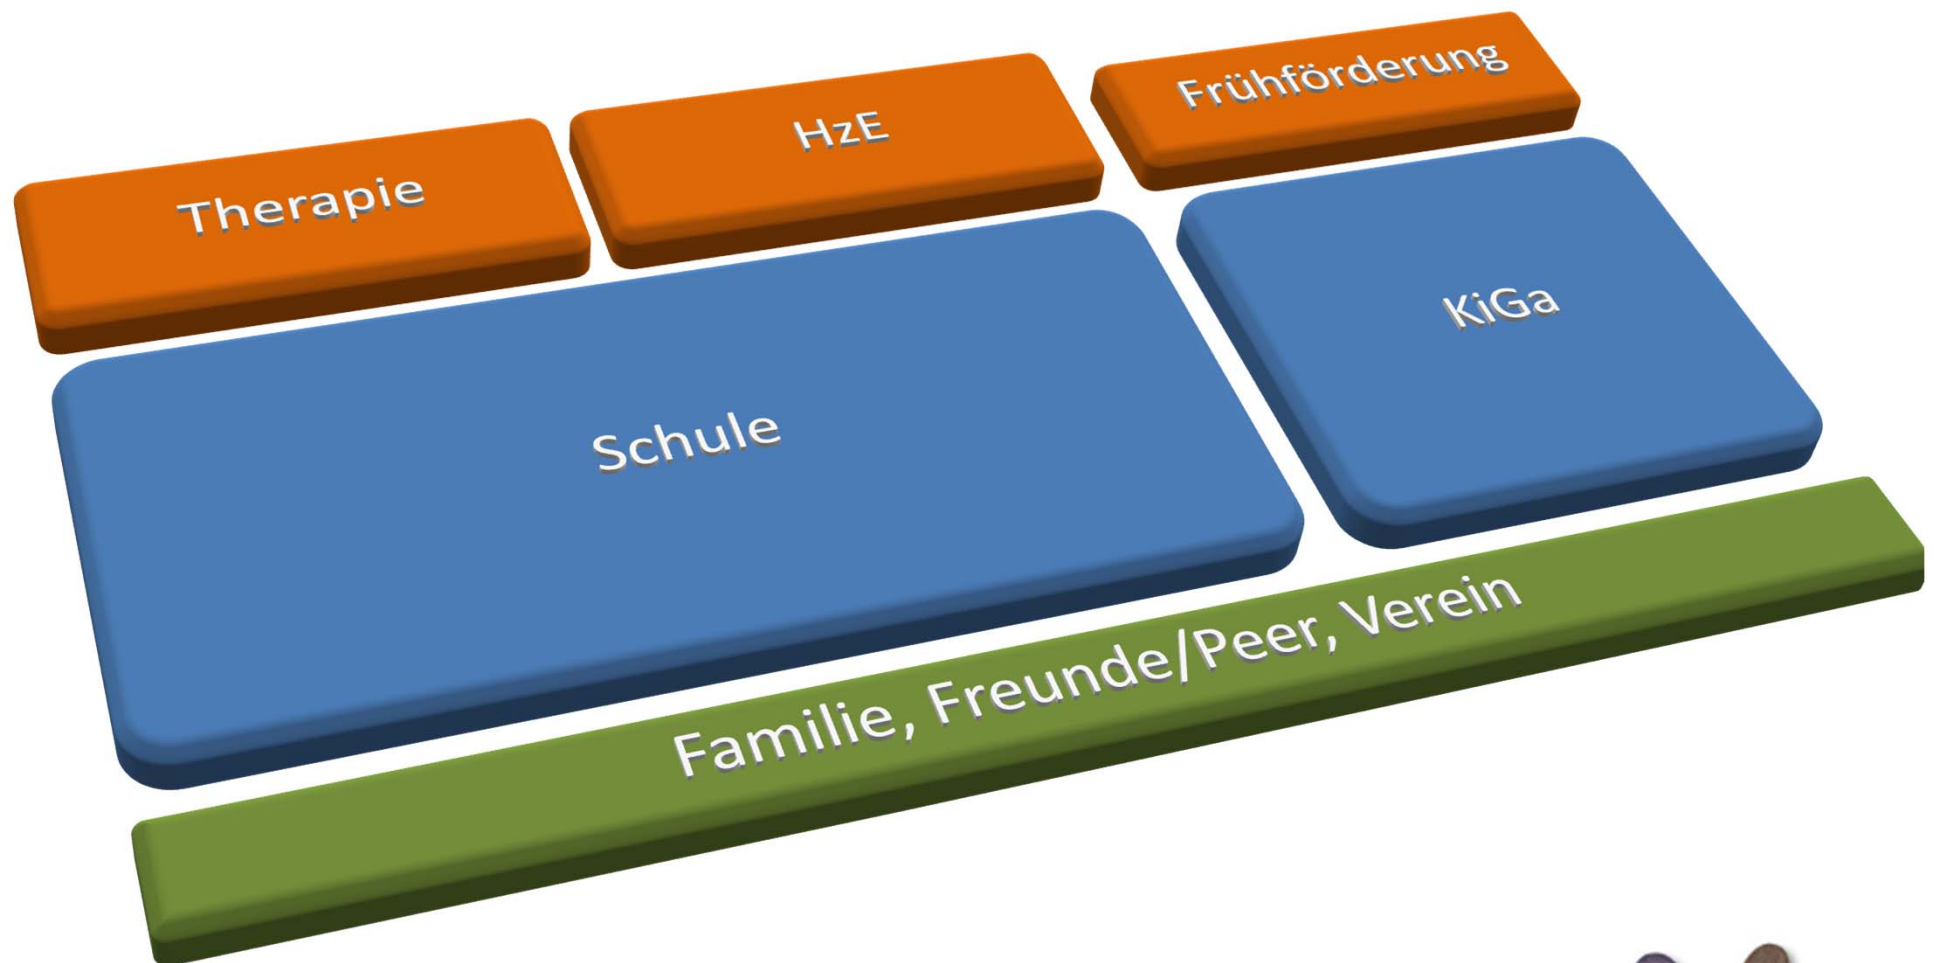 Therapie
HzE
Frühförderung
Schule
KiGa
Familie, Freunde/Peer, Verein